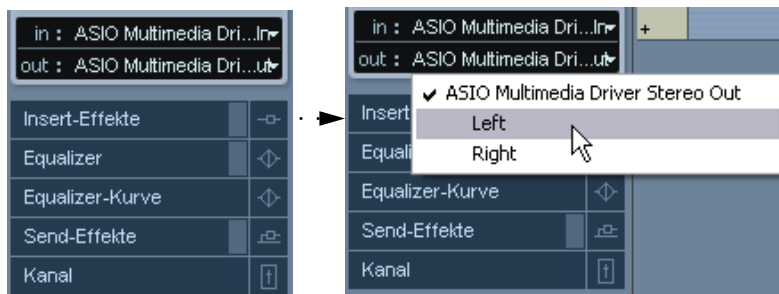 in : ASIO Multimedia Dri...In
out : ASIO Multimedia Dri...ut
Insert-Effekte
Equalizer
Equalizer-Kurve
Send-Effekte
Kanal
in : ASIO Multimedia Dri...In
out : ASIO Multimedia Dri...ut
ASIO Multimedia Driver Stereo Out
Left
Right
Insert
Equali
Equalizer-Kurve
Send-Effekte
Kanal
+